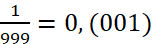 1/999 = 0, (001)